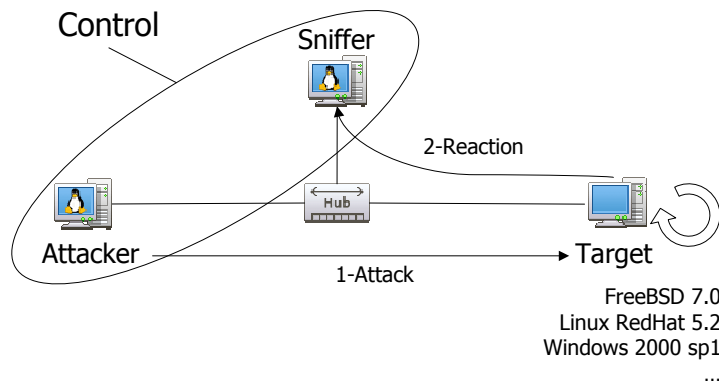 Control
Sniffer
2-Reaction
Hub
Attacker
Target
1-Attack
FreeBSD 7.0
Linux RedHat 5.2
Windows 2000 sp1
...